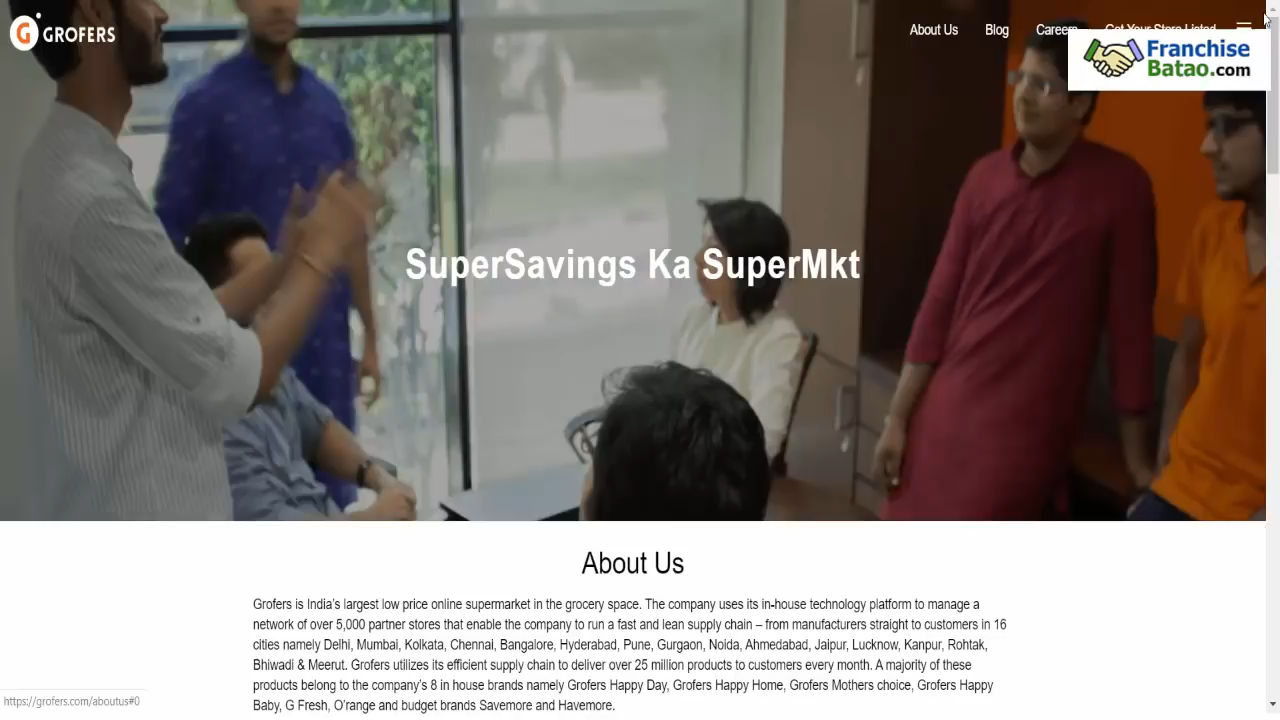 GROFERS
About Us
Blog
Careers
Get Your Store Listed
Franchise
Batao.com
SuperSavings Ka SuperMkt
About Us
Grofers is India's largest low price online supermarket in the grocery space. The company uses its in-house technology platform to manage a
network of over 5,000 partner stores that enable the company to run a fast and lean supply chain – from manufacturers straight to customers in 16
cities namely Delhi, Mumbai, Kolkata, Chennai, Bangalore, Hyderabad, Pune, Gurgaon, Noida, Ahmedabad, Jaipur, Lucknow, Kanpur, Rohtak,
Bhiwadi & Meerut. Grofers utilizes its efficient supply chain to deliver over 25 million products to customers every month. A majority of these
products belong to the company's 8 in house brands namely Grofers Happy Day, Grofers Happy Home, Grofers Mothers choice, Grofers Happy
Baby, G Fresh, O'range and budget brands Savemore and Havemore.
https://grofers.com/aboutus#0